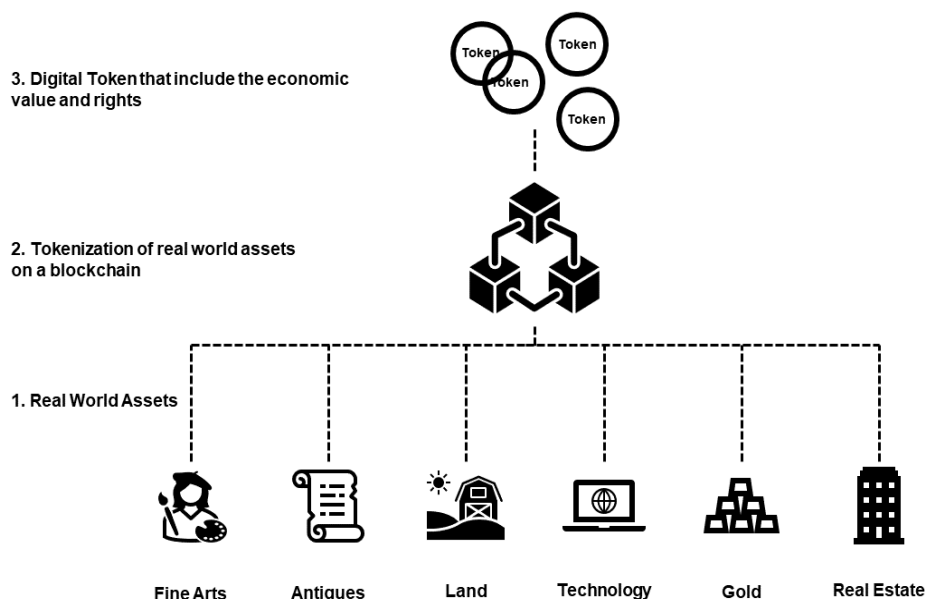 3. Digital Token that include the economic
value and rights
Token
Token
Token
Token
2. Tokenization of real world assets
on a blockchain
1. Real World Assets
Fine Arts
Antiques
Land
Technology
Gold
Real Estate